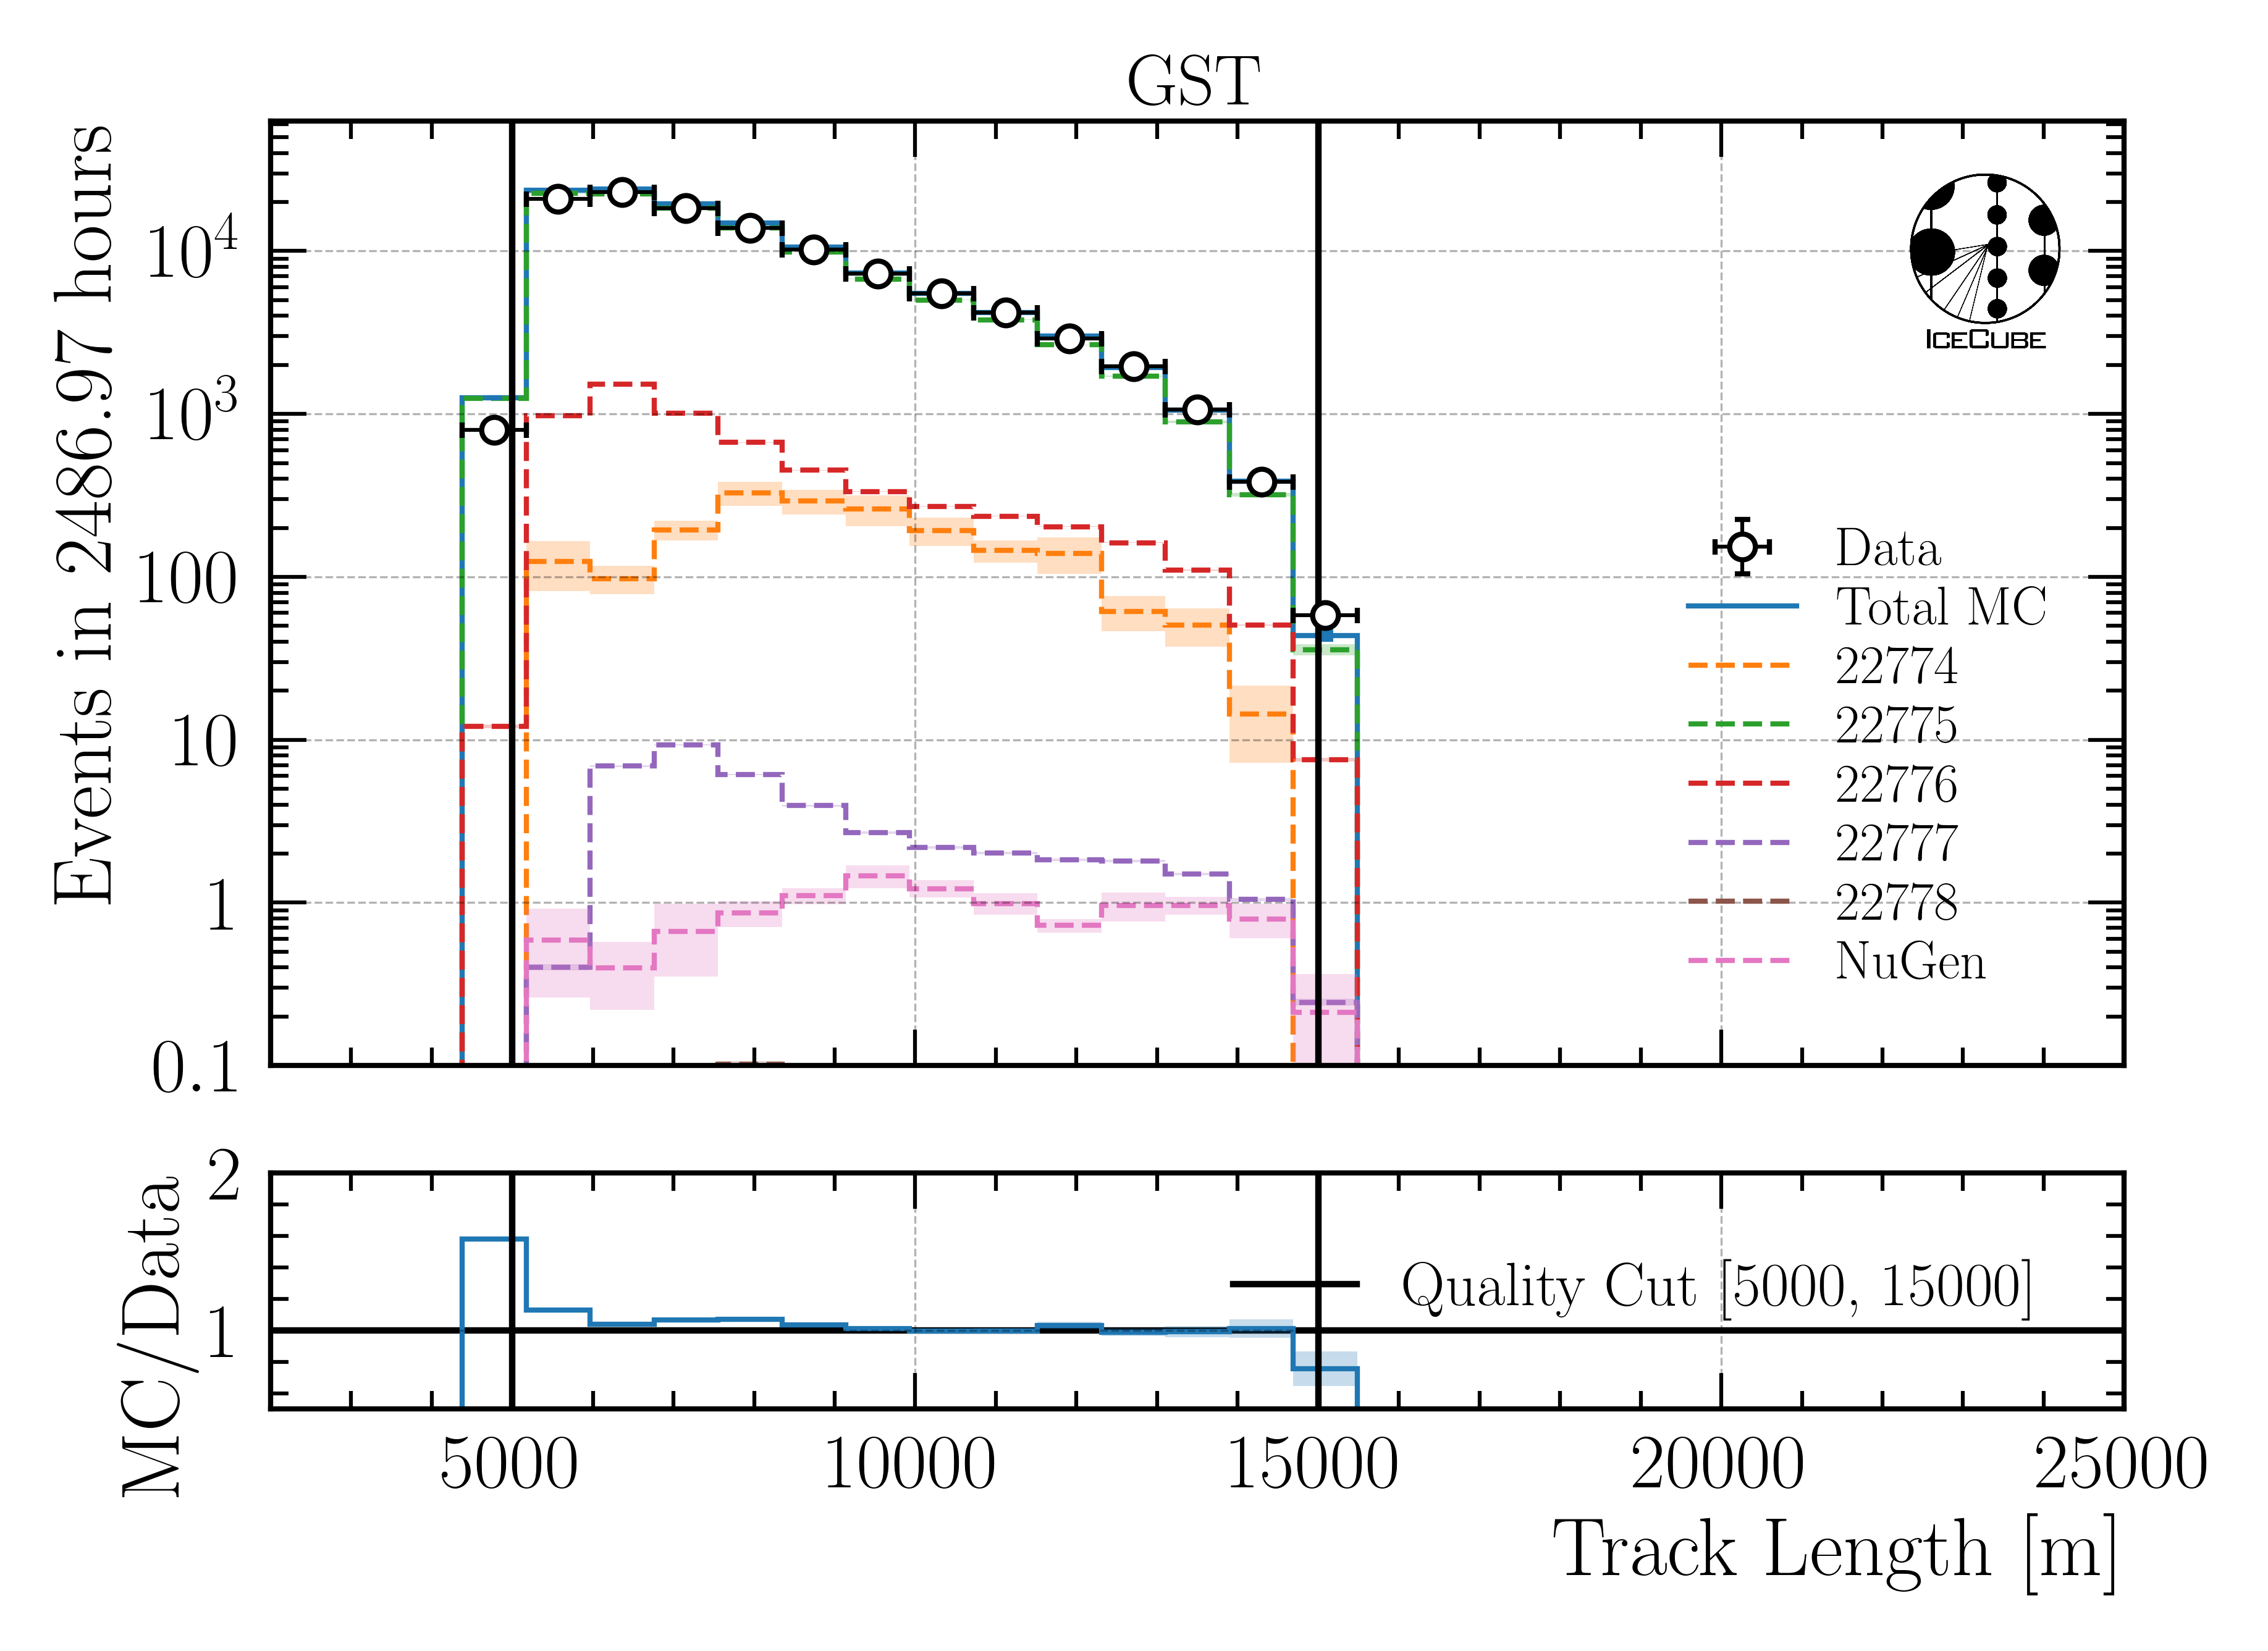 GST
Events in 2486.97 hours
10^4
10^3
100
10
1
0.1
ICECUBE
Data
Total MC
22774
22775
22776
22777
22778
NuGen
MC/Data
2
1
Quality Cut [5000, 15000]
5000 10000 15000 20000 25000
Track Length [m]